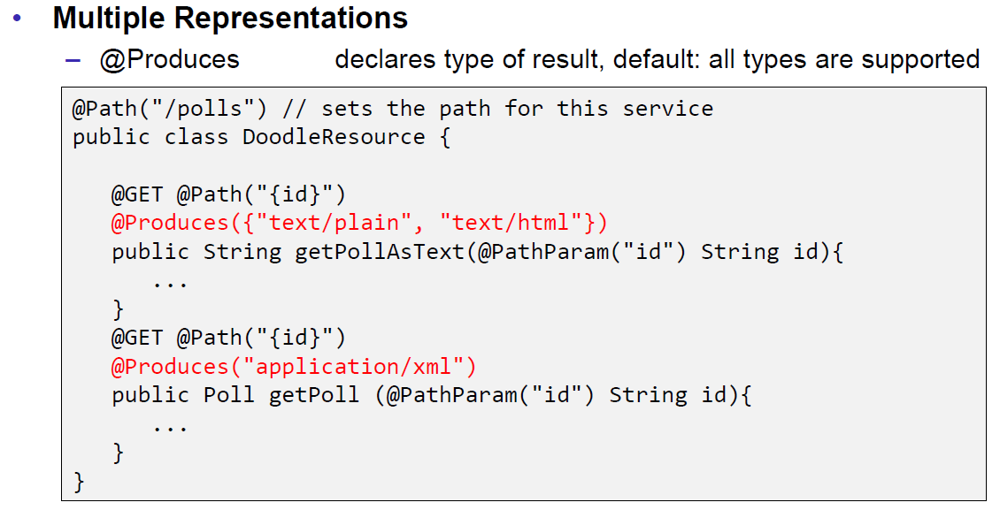 • Multiple Representations
– @Produces declares type of result, default: all types are supported
@Path("/polls") // sets the path for this service
public class DoodleResource {
@GET @Path("{id}")
@Produces({"text/plain", "text/html"})
public String getPollAsText(@PathParam("id") String id){
...
}
@GET @Path("{id}")
@Produces("application/xml")
public Poll getPoll (@PathParam("id") String id){
...
}
}